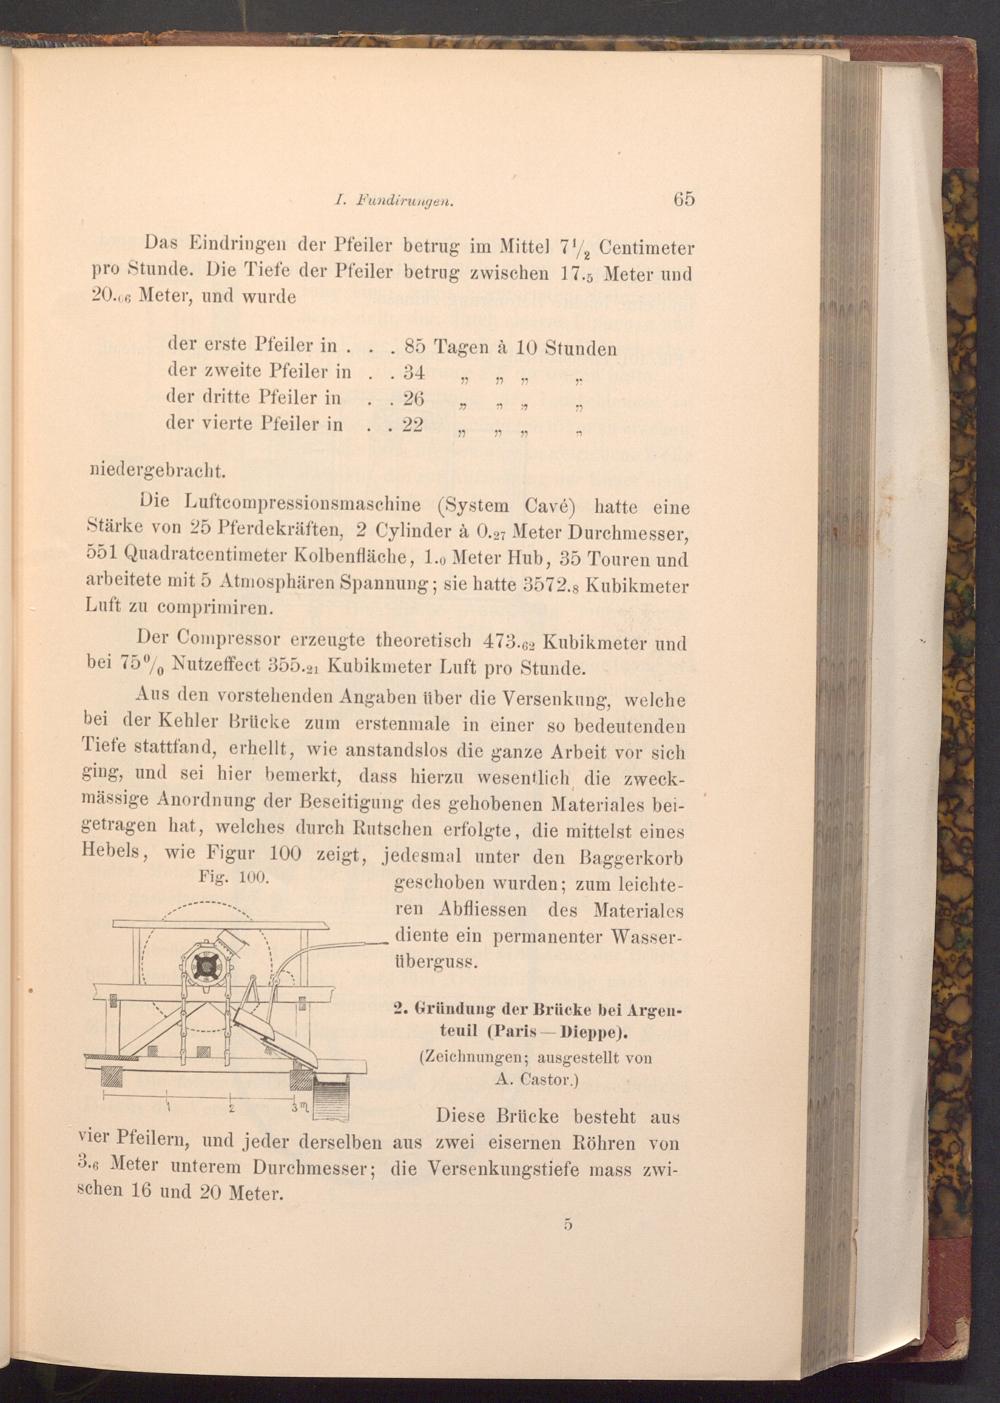 I. Fundirungen. 65
Das Eindringen der Pfeiler betrug im Mittel 7 1/2 Centimeter
pro Stunde. Die Tiefe der Pfeiler betrug zwischen 17.5 Meter und
20.06 Meter, und wurde
der erste Pfeiler in . . . 85 Tagen à 10 Stunden
der zweite Pfeiler in . . 34 „ „ „ „
der dritte Pfeiler in . . 26 „ „ „ „
der vierte Pfeiler in . . 22 „ „ „ „
niedergebracht.
Die Luftcompressionsmaschine (System Cavé) hatte eine
Stärke von 25 Pferdekräften, 2 Cylinder à 0.27 Meter Durchmesser,
551 Quadratcentimeter Kolbenfläche, 1.0 Meter Hub, 35 Touren und
arbeitete mit 5 Atmosphären Spannung; sie hatte 3572.8 Kubikmeter
Luft zu comprimiren.
Der Compressor erzeugte theoretisch 473.62 Kubikmeter und
bei 75% Nutzeffect 355.21 Kubikmeter Luft pro Stunde.
Aus den vorstehenden Angaben über die Versenkung, welche
bei der Kehler Brücke zum erstenmale in einer so bedeutenden
Tiefe stattfand, erhellt, wie anstandslos die ganze Arbeit vor sich
ging, und sei hier bemerkt, dass hierzu wesentlich die zweck-
mässige Anordnung der Beseitigung des gehobenen Materiales bei-
getragen hat, welches durch Rutschen erfolgte, die mittelst eines
Hebels, wie Figur 100 zeigt, jedesmal unter den Baggerkorb
Fig. 100.
geschoben wurden; zum leichte-
ren Abfliessen des Materiales
diente ein permanenter Wasser-
überguss.
2. Gründung der Brücke bei Argen-
teuil (Paris — Dieppe).
(Zeichnungen; ausgestellt von
A. Castor.)
1 2 3 m
Diese Brücke besteht aus
vier Pfeilern, und jeder derselben aus zwei eisernen Röhren von
3.6 Meter unterem Durchmesser; die Versenkungstiefe mass zwi-
schen 16 und 20 Meter.
5